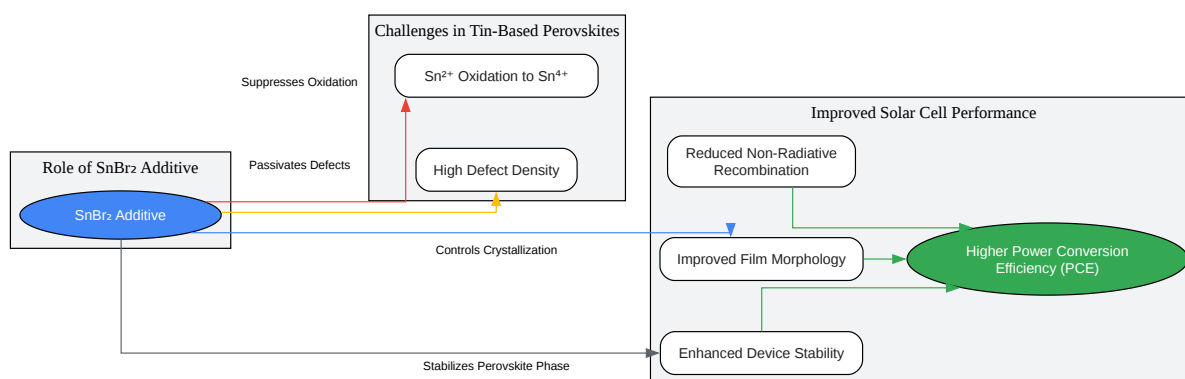 Challenges in Tin-Based Perovskites
Sn²⁺ Oxidation to Sn⁴⁺
Suppresses Oxidation
Improved Solar Cell Performance
Reduced Non-Radiative
Recombination
Role of SnBr₂ Additive
Passivates Defects
High Defect Density
SnBr₂ Additive
Controls Crystallization
Improved Film Morphology
Higher Power Conversion
Efficiency (PCE)
Enhanced Device Stability
Stabilizes Perovskite Phase